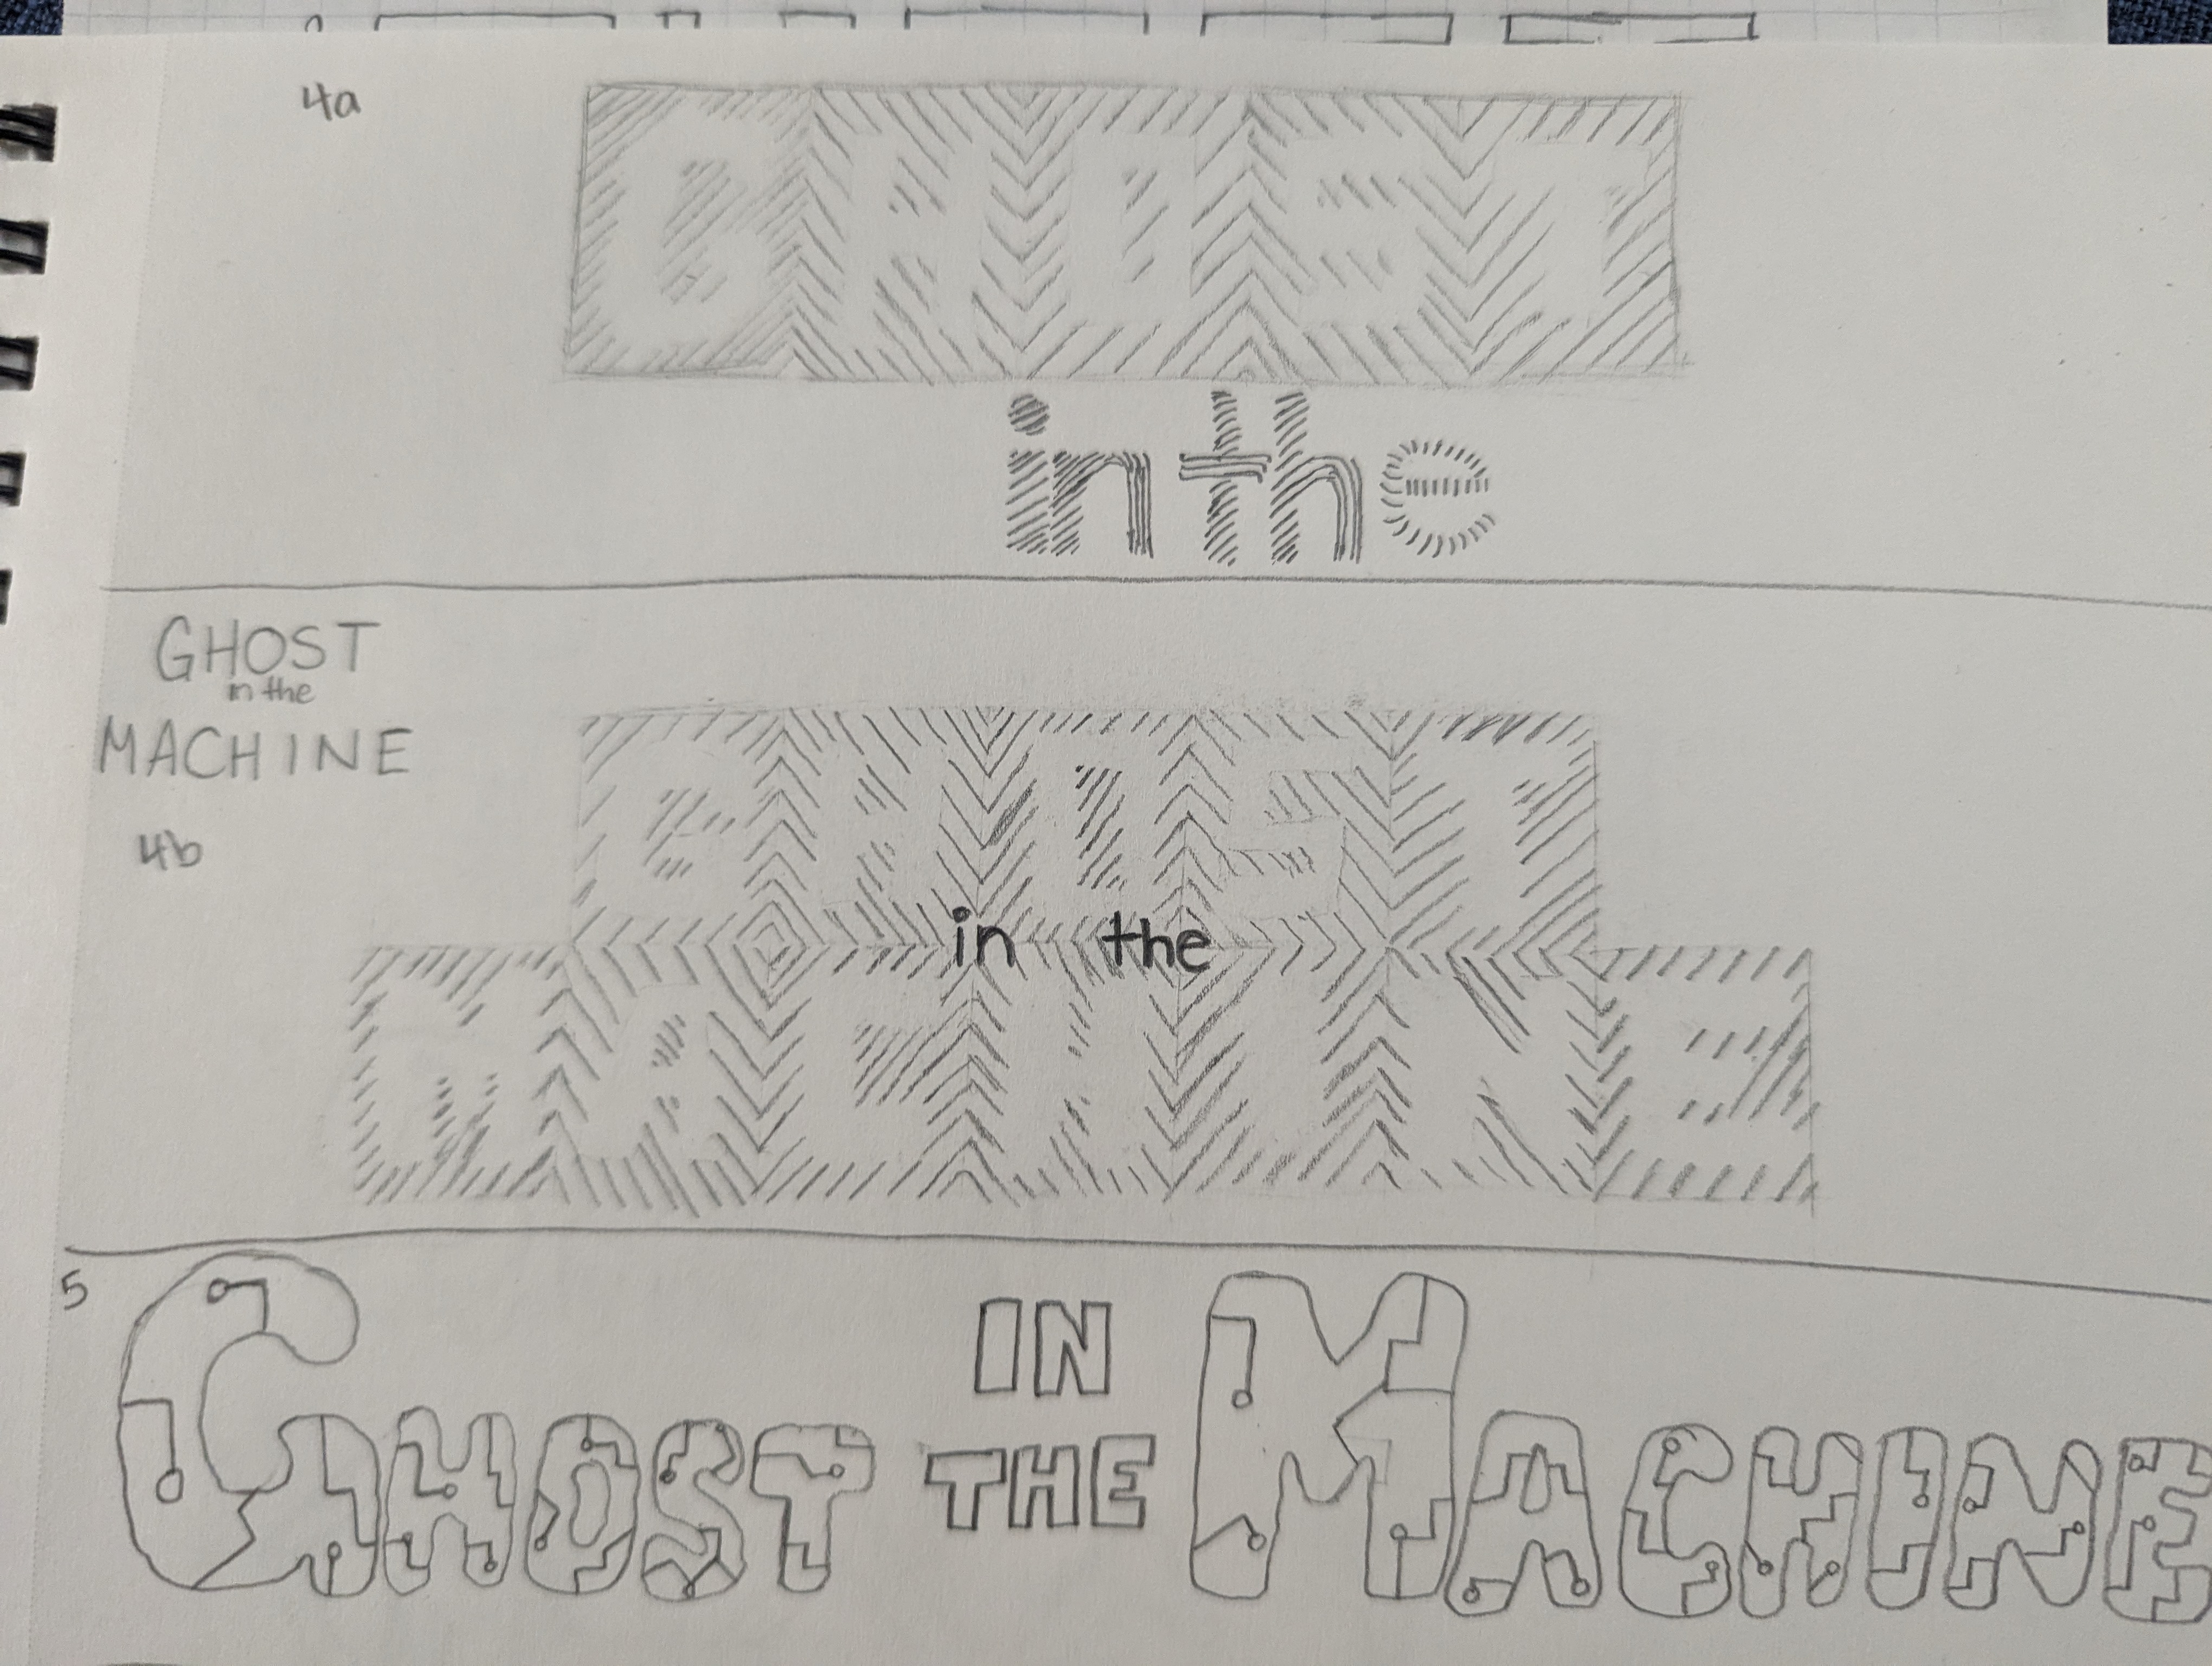 4a
GHOST
in the
GHOST
in the
MACHINE
4b
GHOST
in the
MACHINE
5
GHOST IN THE MACHINE